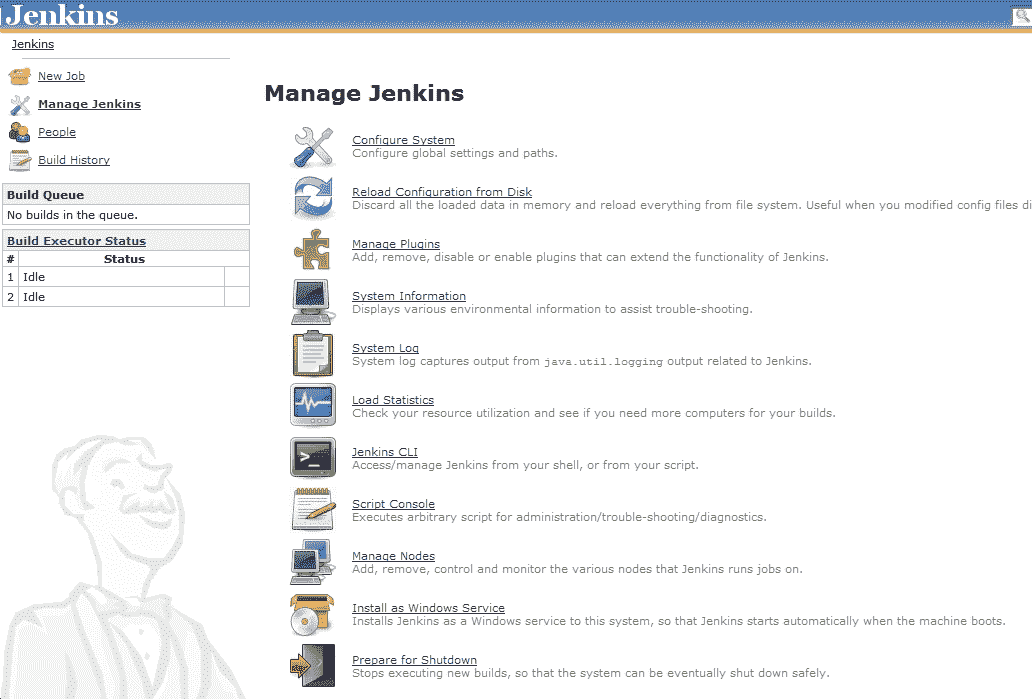 Jenkins
Jenkins
New Job
Manage Jenkins
People
Build History
Build Queue
No builds in the queue.
Build Executor Status
# Status
1 Idle
2 Idle
Manage Jenkins
Configure System
Configure global settings and paths.
Reload Configuration from Disk
Discard all the loaded data in memory and reload everything from file system. Useful when you modified config files di
Manage Plugins
Add, remove, disable or enable plugins that can extend the functionality of Jenkins.
System Information
Displays various environmental information to assist trouble-shooting.
System Log
System log captures output from java.util.logging output related to Jenkins.
Load Statistics
Check your resource utilization and see if you need more computers for your builds.
Jenkins CLI
Access/manage Jenkins from your shell, or from your script.
Script Console
Executes arbitrary script for administration/trouble-shooting/diagnostics.
Manage Nodes
Add, remove, control and monitor the various nodes that Jenkins runs jobs on.
Install as Windows Service
Installs Jenkins as a Windows service to this system, so that Jenkins starts automatically when the machine boots.
Prepare for Shutdown
Stops executing new builds, so that the system can be eventually shut down safely.